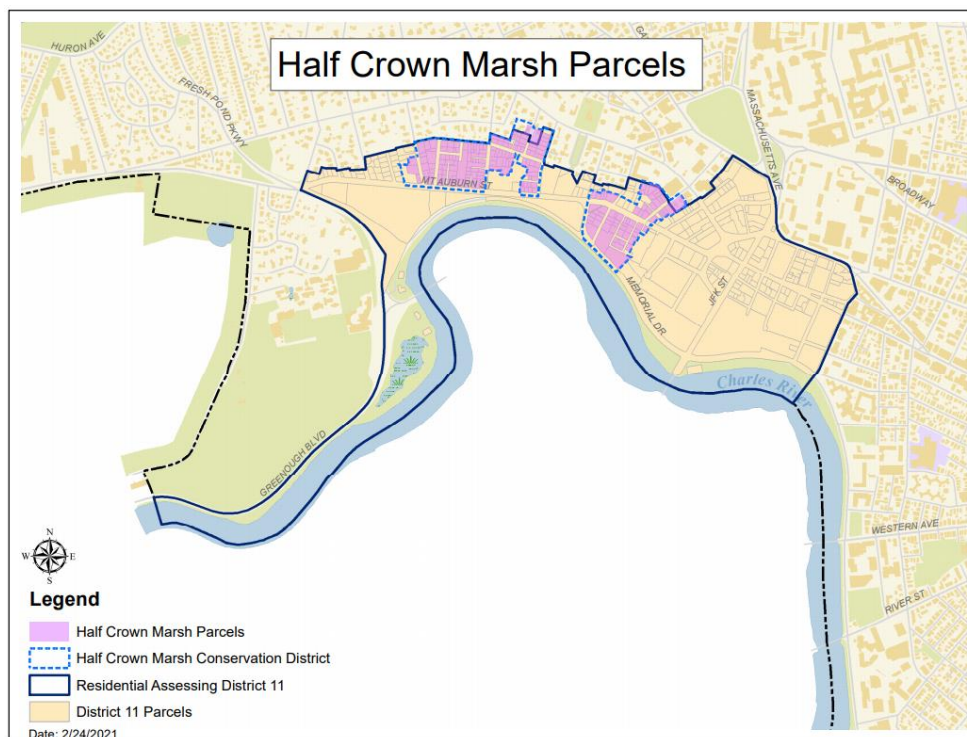 Half Crown Marsh Parcels
HURON AVE
FRESH POND PKWY
MASSACHUSETTS AVE
BROADWAY
MT AUBURN ST
MEMORIAL DR
JFK ST
Charles River
GREENOUGH BLVD
WESTERN AVE
RIVER ST
N
W
E
S
Legend
Half Crown Marsh Parcels
Half Crown Marsh Conservation District
Residential Assessing District 11
District 11 Parcels
Date: 2/24/2021